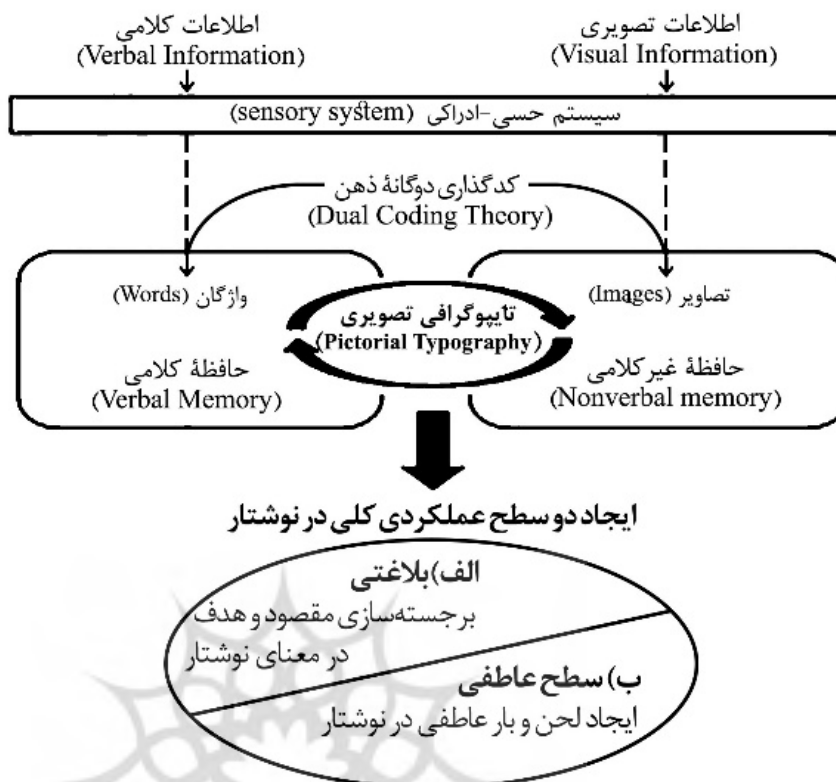 اطلاعات کلامی
(Verbal Information)
اطلاعات تصویری
(Visual Information)
سیستم حسی-ادراکی (sensory system)
کدگذاری دوگانهٔ ذهن
(Dual Coding Theory)
واژگان (Words)
تصاویر (Images)
تایپوگرافی تصویری
(Pictorial Typography)
حافظهٔ کلامی
(Verbal Memory)
حافظهٔ غیرکلامی
(Nonverbal memory)
ایجاد دو سطح عملکردی کلی در نوشتار
الف) بلاغتی
برجسته‌سازی مقصود و هدف
در معنای نوشتار
ب) سطح عاطفی
ایجاد لحن و بار عاطفی در نوشتار